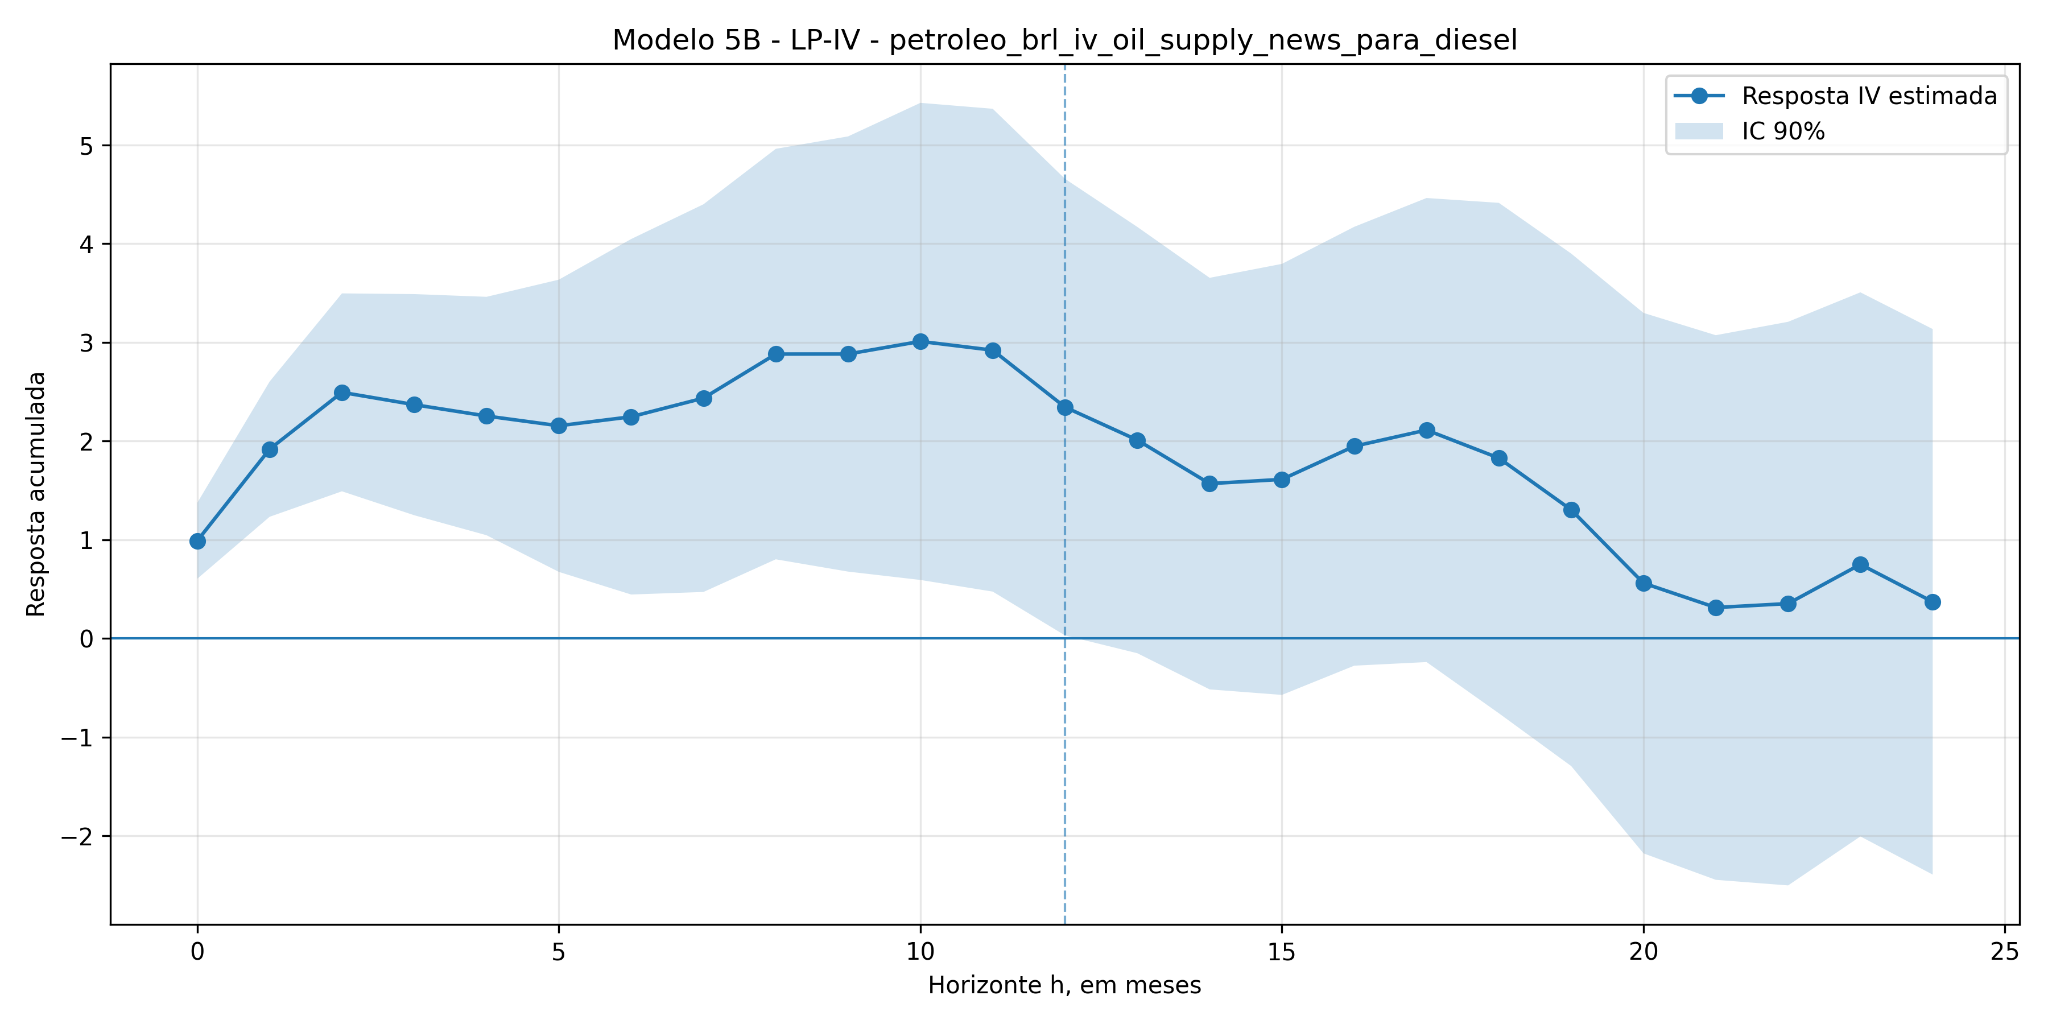 Modelo 5B - LP-IV - petroleo_brl_iv_oil_supply_news_para_diesel
Resposta IV estimada
IC 90%
Resposta acumulada
5
4
3
2
1
0
−1
−2
0
5
10
15
20
25
Horizonte h, em meses